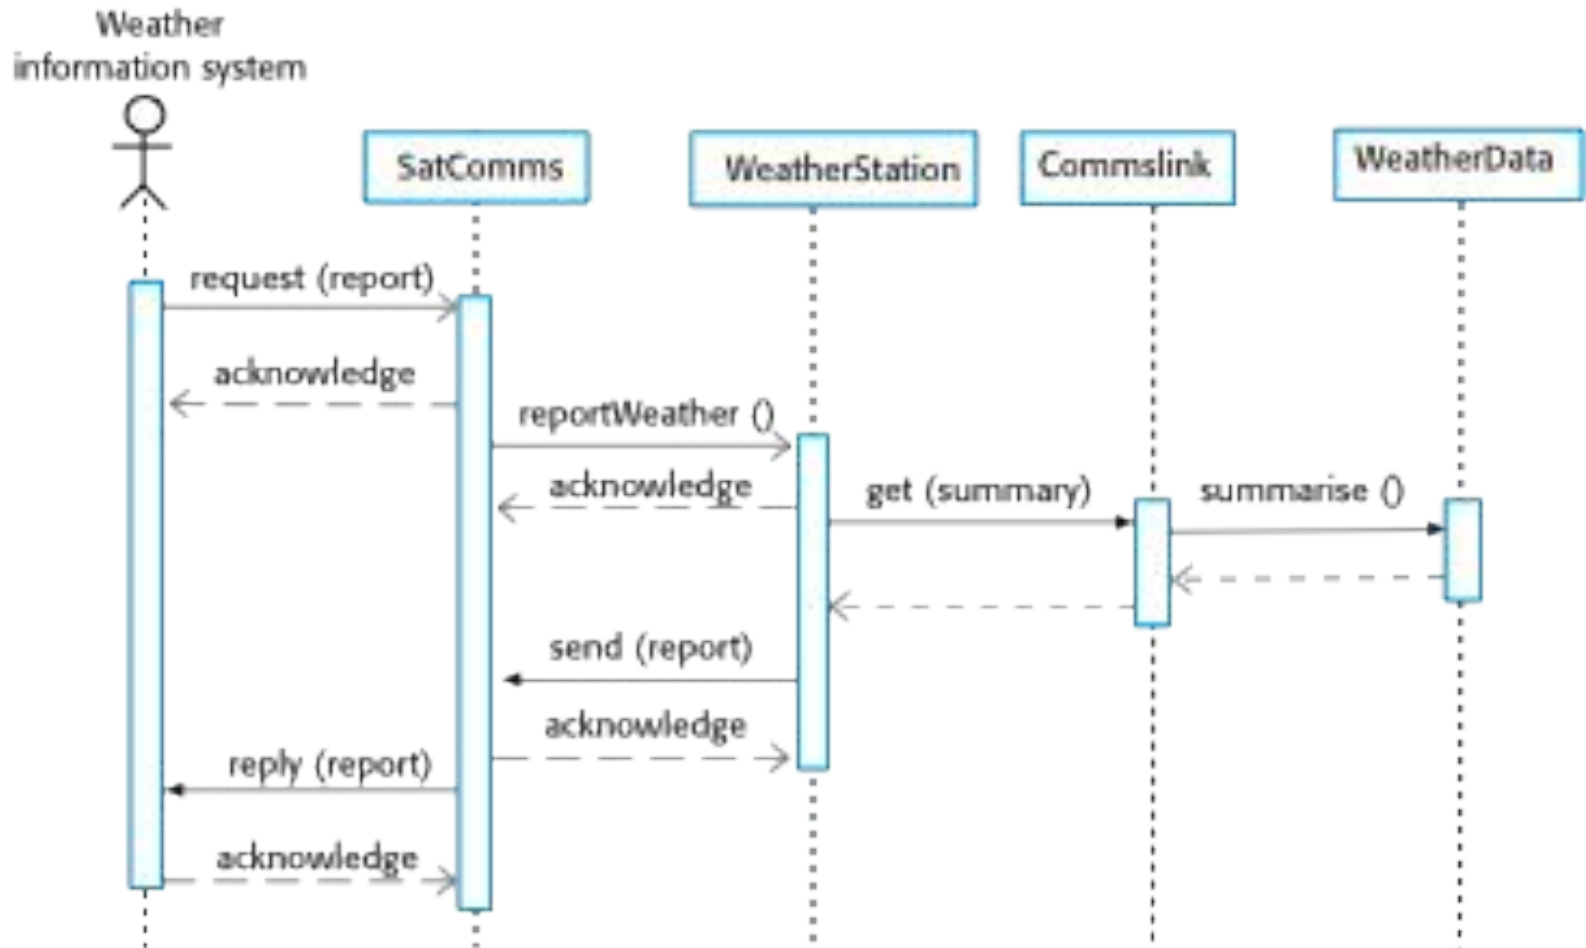 Weather
information system
SatComms
WeatherStation
Commslink
WeatherData
request (report)
acknowledge
reportWeather ()
acknowledge
get (summary)
summarise ()
send (report)
acknowledge
reply (report)
acknowledge